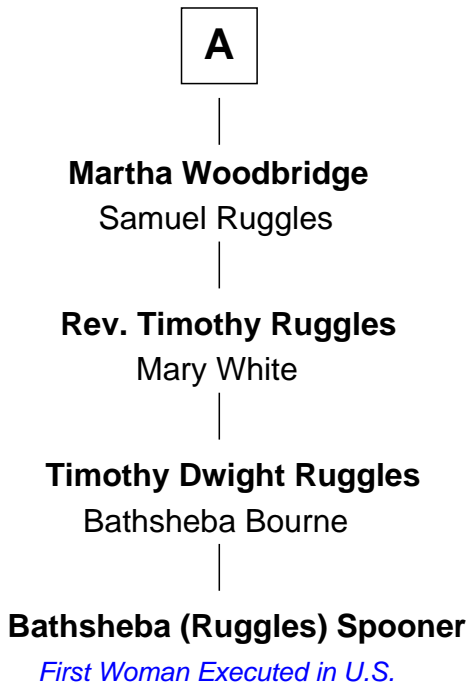 A
Martha Woodbridge
Samuel Ruggles
Rev. Timothy Ruggles
Mary White
Timothy Dwight Ruggles
Bathsheba Bourne
Bathsheba (Ruggles) Spooner
First Woman Executed in U.S.